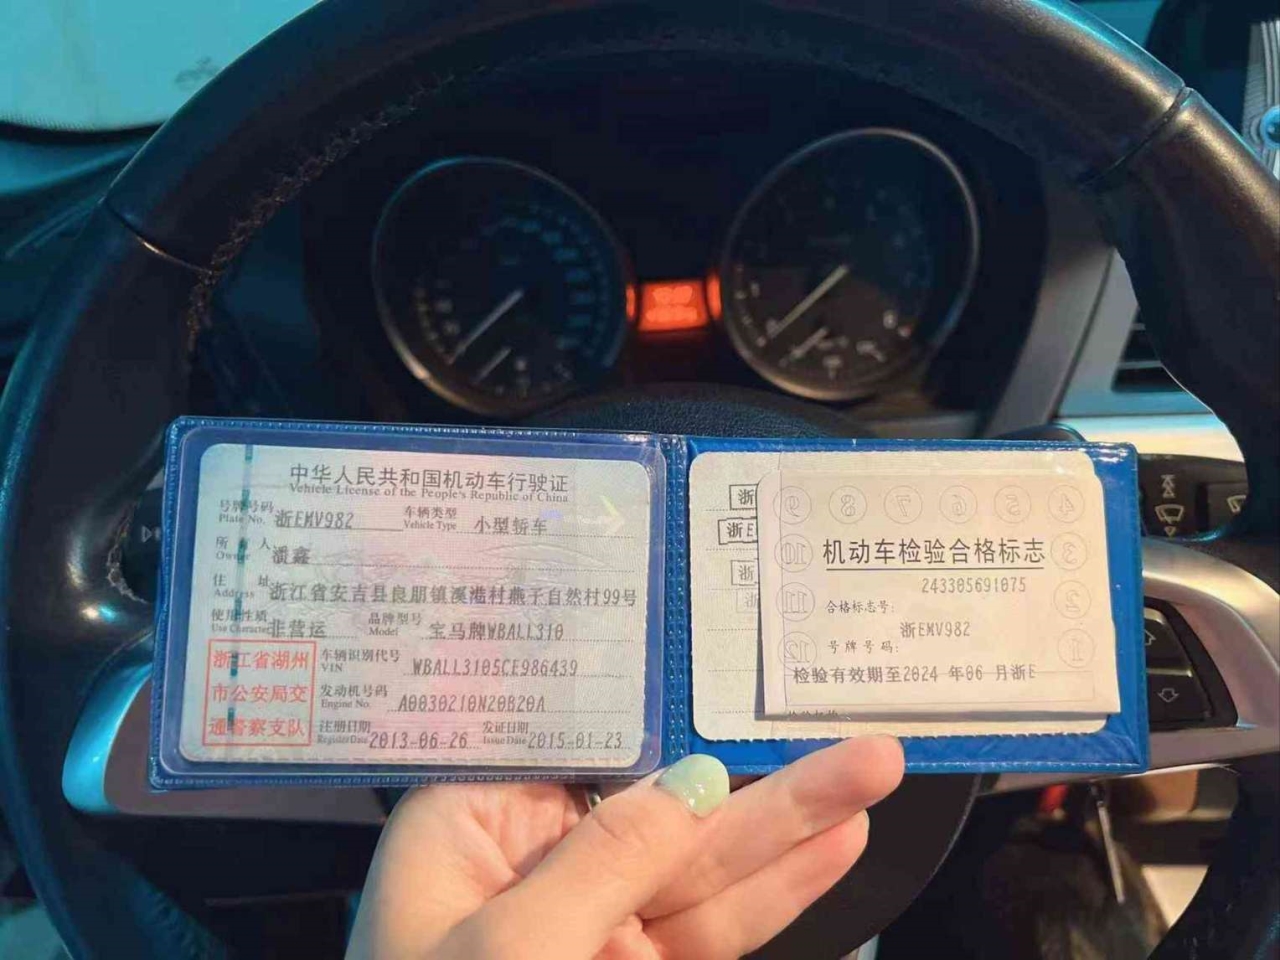 中华人民共和国机动车行驶证
Vehicle License of the People's Republic of China
号牌号码 浙EMV982 车辆类型 小型轿车
Plate No. Vehicle Type
所有人 潘鑫
Owner
住址 浙江省安吉县良朋镇溪港村燕子自然村99号
Address
使用性质 非营运 品牌型号 宝马牌WBALL310
Use Character Model
浙江省湖州
市公安局交
通警察支队
车辆识别代号 WBALL3105CE986439
VIN
发动机号码 A0030210N20B20A
Engine No.
注册日期 2013-06-26 发证日期 2015-01-23
Register Date Issue Date
浙
浙E
浙
浙
9 8 7 6 5 4
10 3
11 2
12 1
机动车检验合格标志
243305691075
合格标志号:
浙EMV982
号牌号码:
检验有效期至2024 年06 月浙E